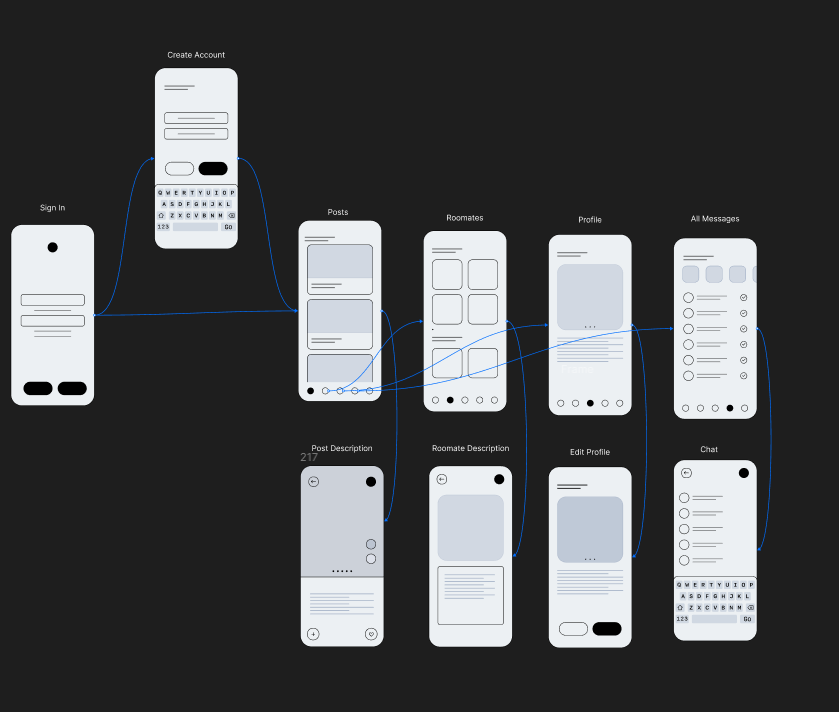 Create Account
Q W E R T Y U I O P
A S D F G H J K L
Z X C V B N M
123 Go
Sign In
Posts
Roomates
Profile
All Messages
Post Description
217
Roomate Description
Edit Profile
Chat
Q W E R T Y U I O P
A S D F G H J K L
Z X C V B N M
123 Go